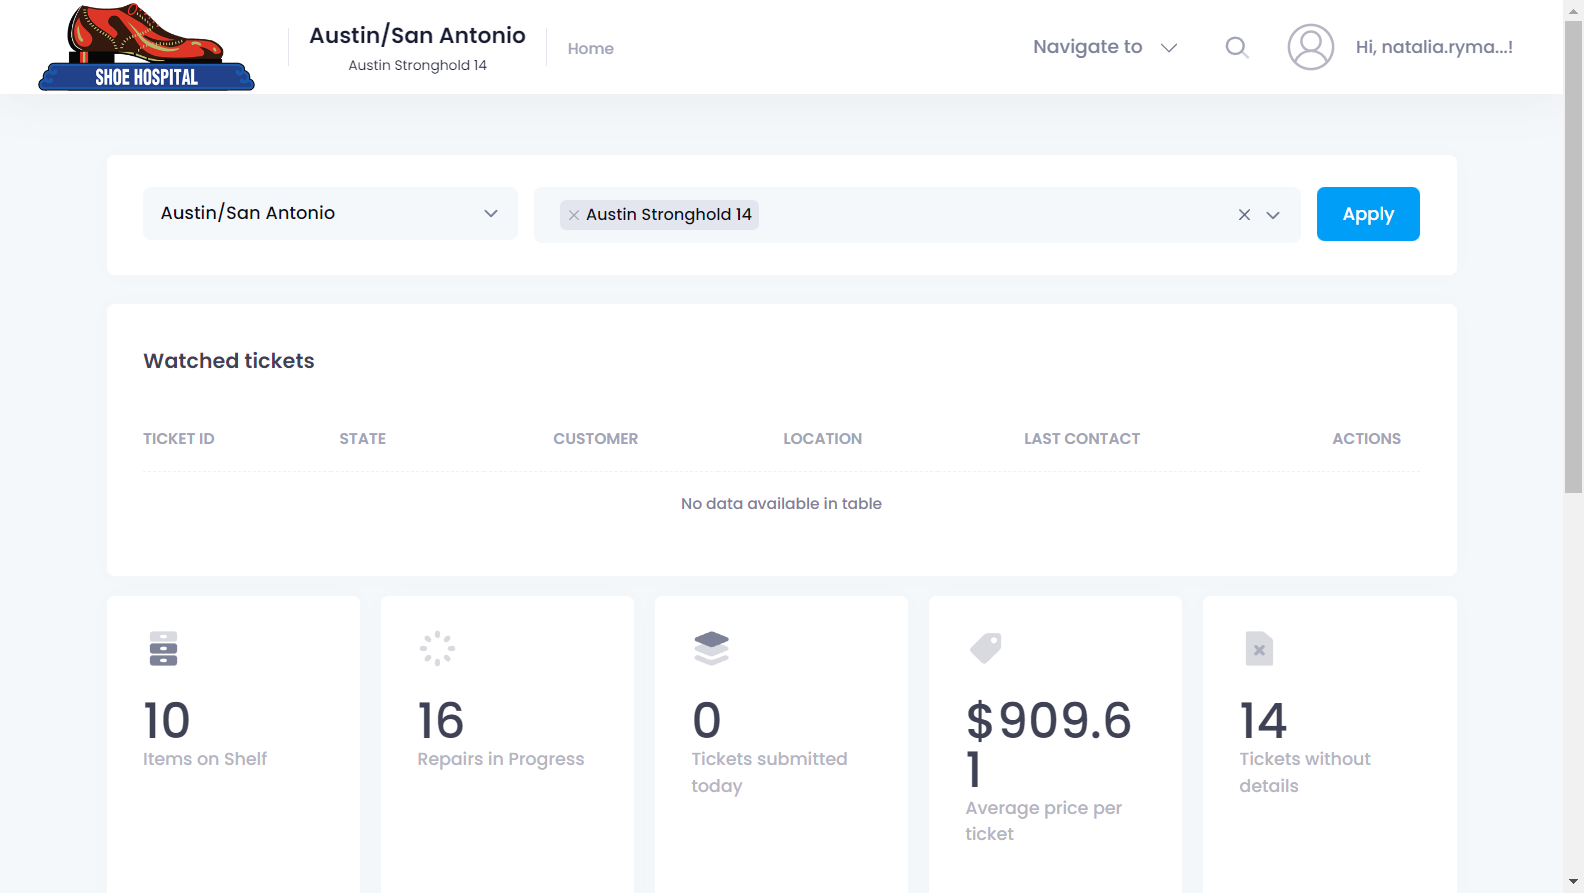 SHOE HOSPITAL
Austin/San Antonio
Austin Stronghold 14
Home
Navigate to
Hi, natalia.ryma...!
Austin/San Antonio
Austin Stronghold 14
Apply
Watched tickets
TICKET ID STATE CUSTOMER LOCATION LAST CONTACT ACTIONS
No data available in table
10
Items on Shelf
16
Repairs in Progress
0
Tickets submitted
today
$909.6
1
Average price per
ticket
14
Tickets without
details